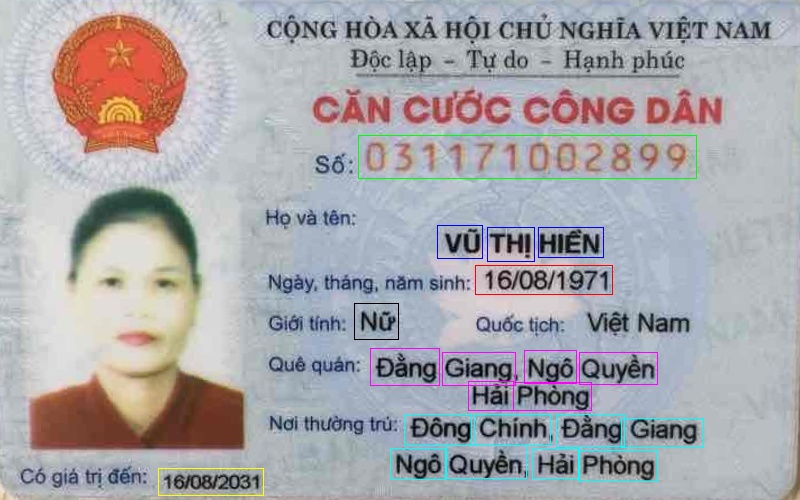 CỘNG HÒA XÃ HỘI CHỦ NGHĨA VIỆT NAM
Độc lập - Tự do - Hạnh phúc
CĂN CƯỚC CÔNG DÂN
Số: 031171002899
Họ và tên:
VŨ THỊ HIỀN
Ngày, tháng, năm sinh: 16/08/1971
Giới tính: Nữ Quốc tịch: Việt Nam
Quê quán: Đằng Giang, Ngô Quyền
Hải Phòng
Nơi thường trú: Đông Chính, Đằng Giang
Ngô Quyền, Hải Phòng
Có giá trị đến: 16/08/2031